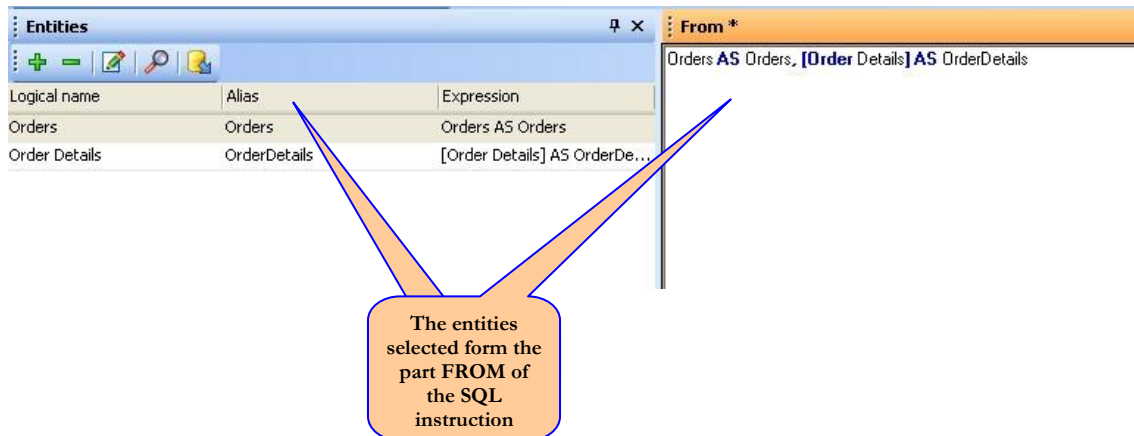 Entities
From *
Orders AS Orders, [Order Details] AS OrderDetails
Logical name Alias Expression
Orders Orders Orders AS Orders
Order Details OrderDetails [Order Details] AS OrderDe...
The entities
selected form the
part FROM of
the SQL
instruction